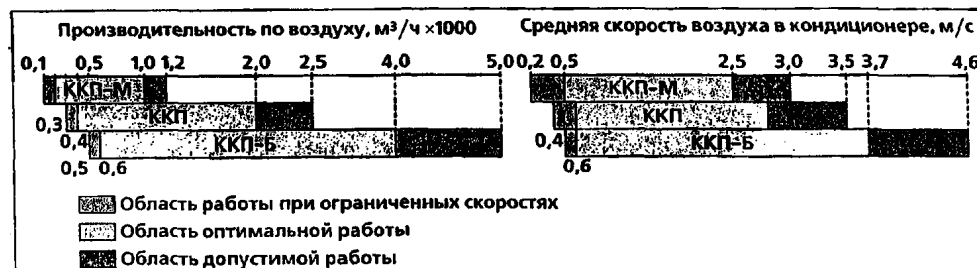 Производительность по воздуху, м³/ч ×1000
Средняя скорость воздуха в кондиционере, м/с
0,1 0,5 1,0 1,2 2,0 2,5 4,0 5,0
0,2 0,5 2,5 3,0 3,5 3,7 4,6
ККП-М
ККП-М
0,3 ККП
ККП
0,4 ККП-Б
0,4 ККП-Б
0,5 0,6
0,6
Область работы при ограниченных скоростях
Область оптимальной работы
Область допустимой работы